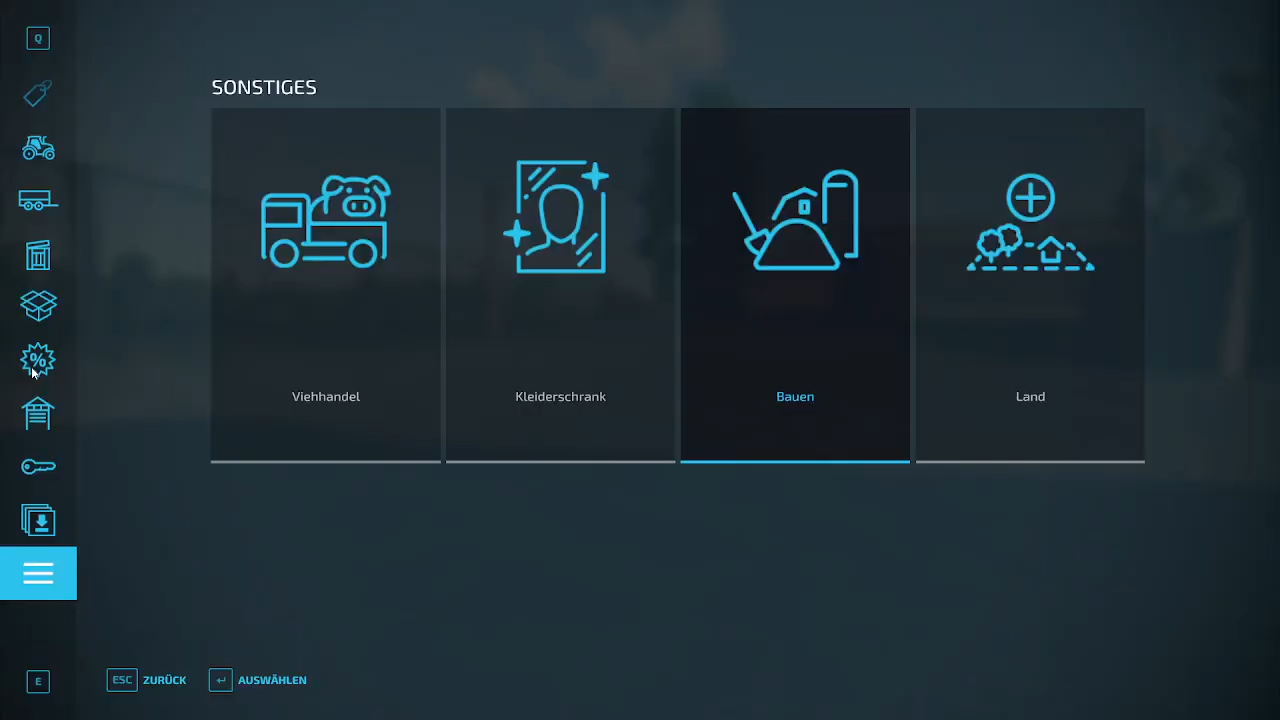 Q
SONSTIGES
%
Viehhandel
Kleiderschrank
Bauen
Land
E
ESC ZURÜCK
↵ AUSWÄHLEN